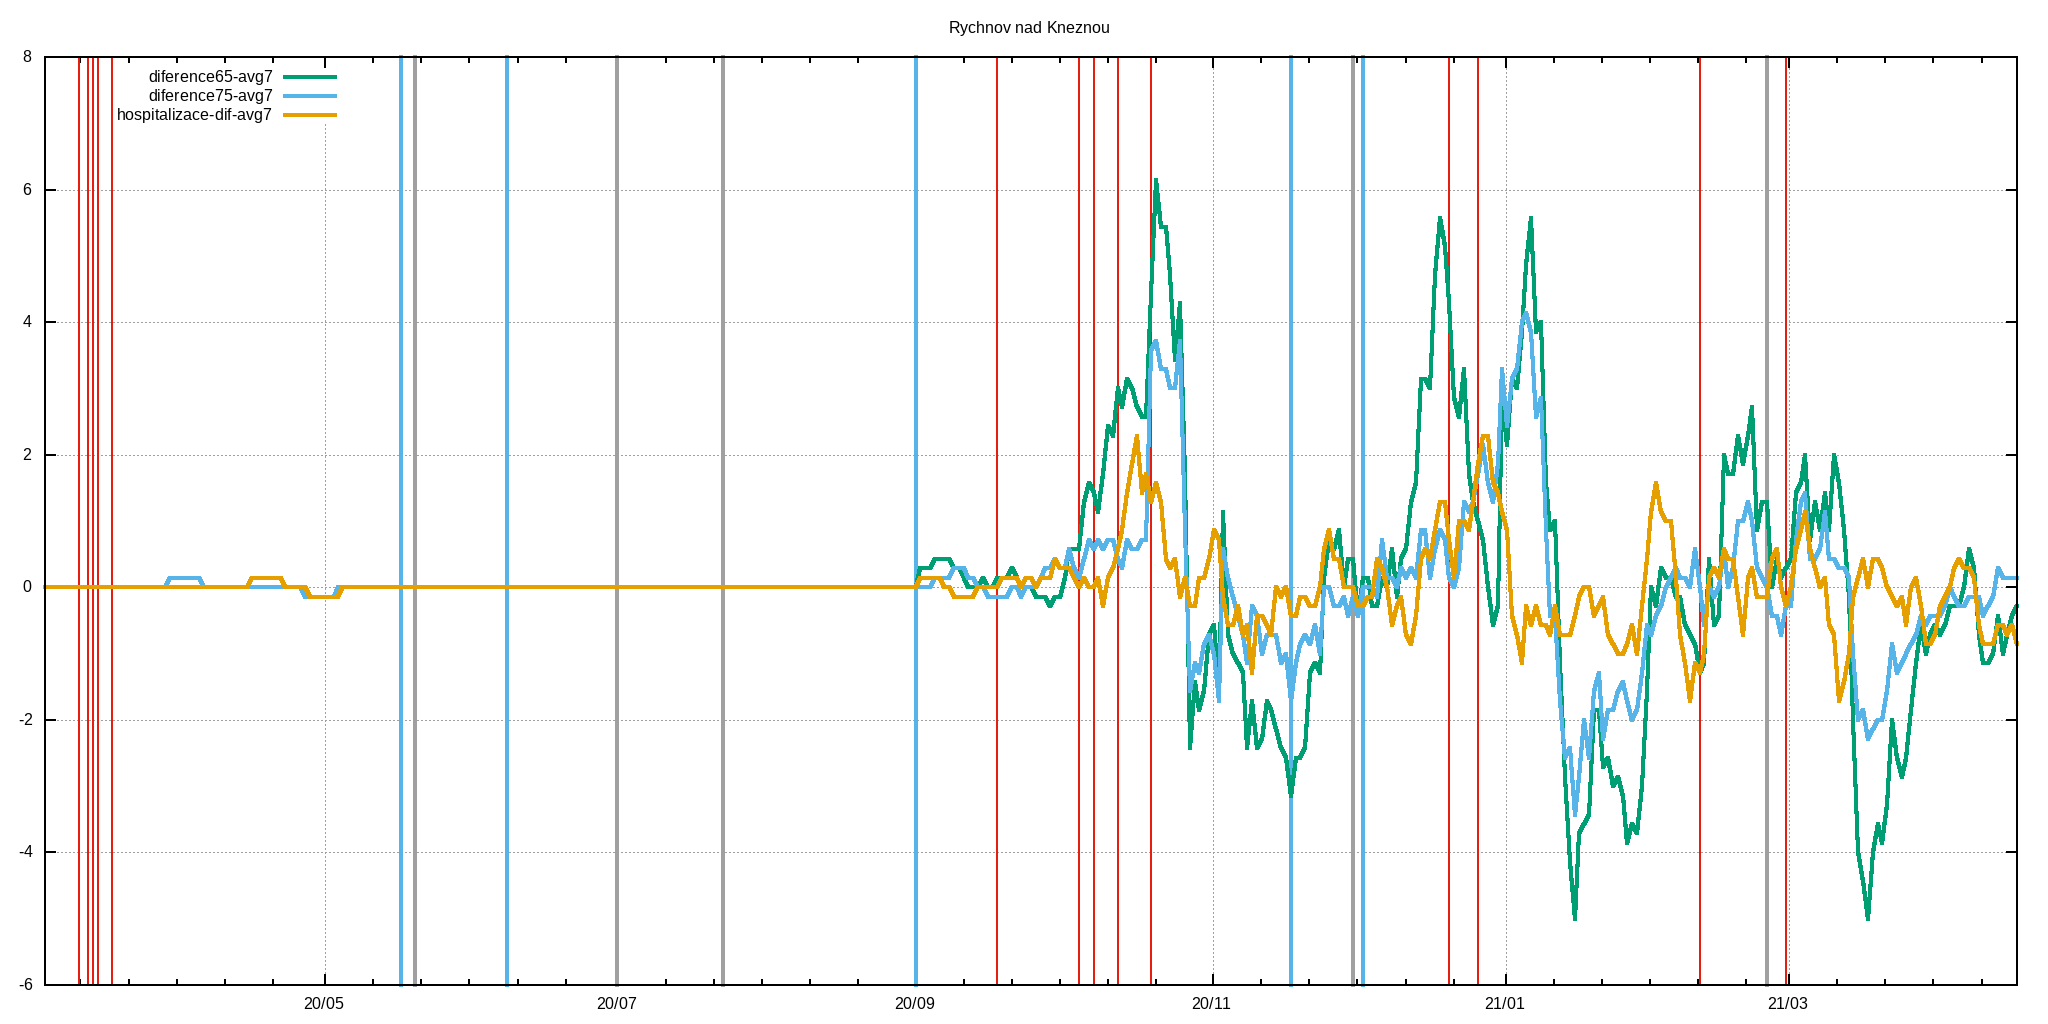 Rychnov nad Kneznou
diference65-avg7
diference75-avg7
hospitalizace-dif-avg7
8
6
4
2
0
-2
-4
-6
20/05 20/07 20/09 20/11 21/01 21/03